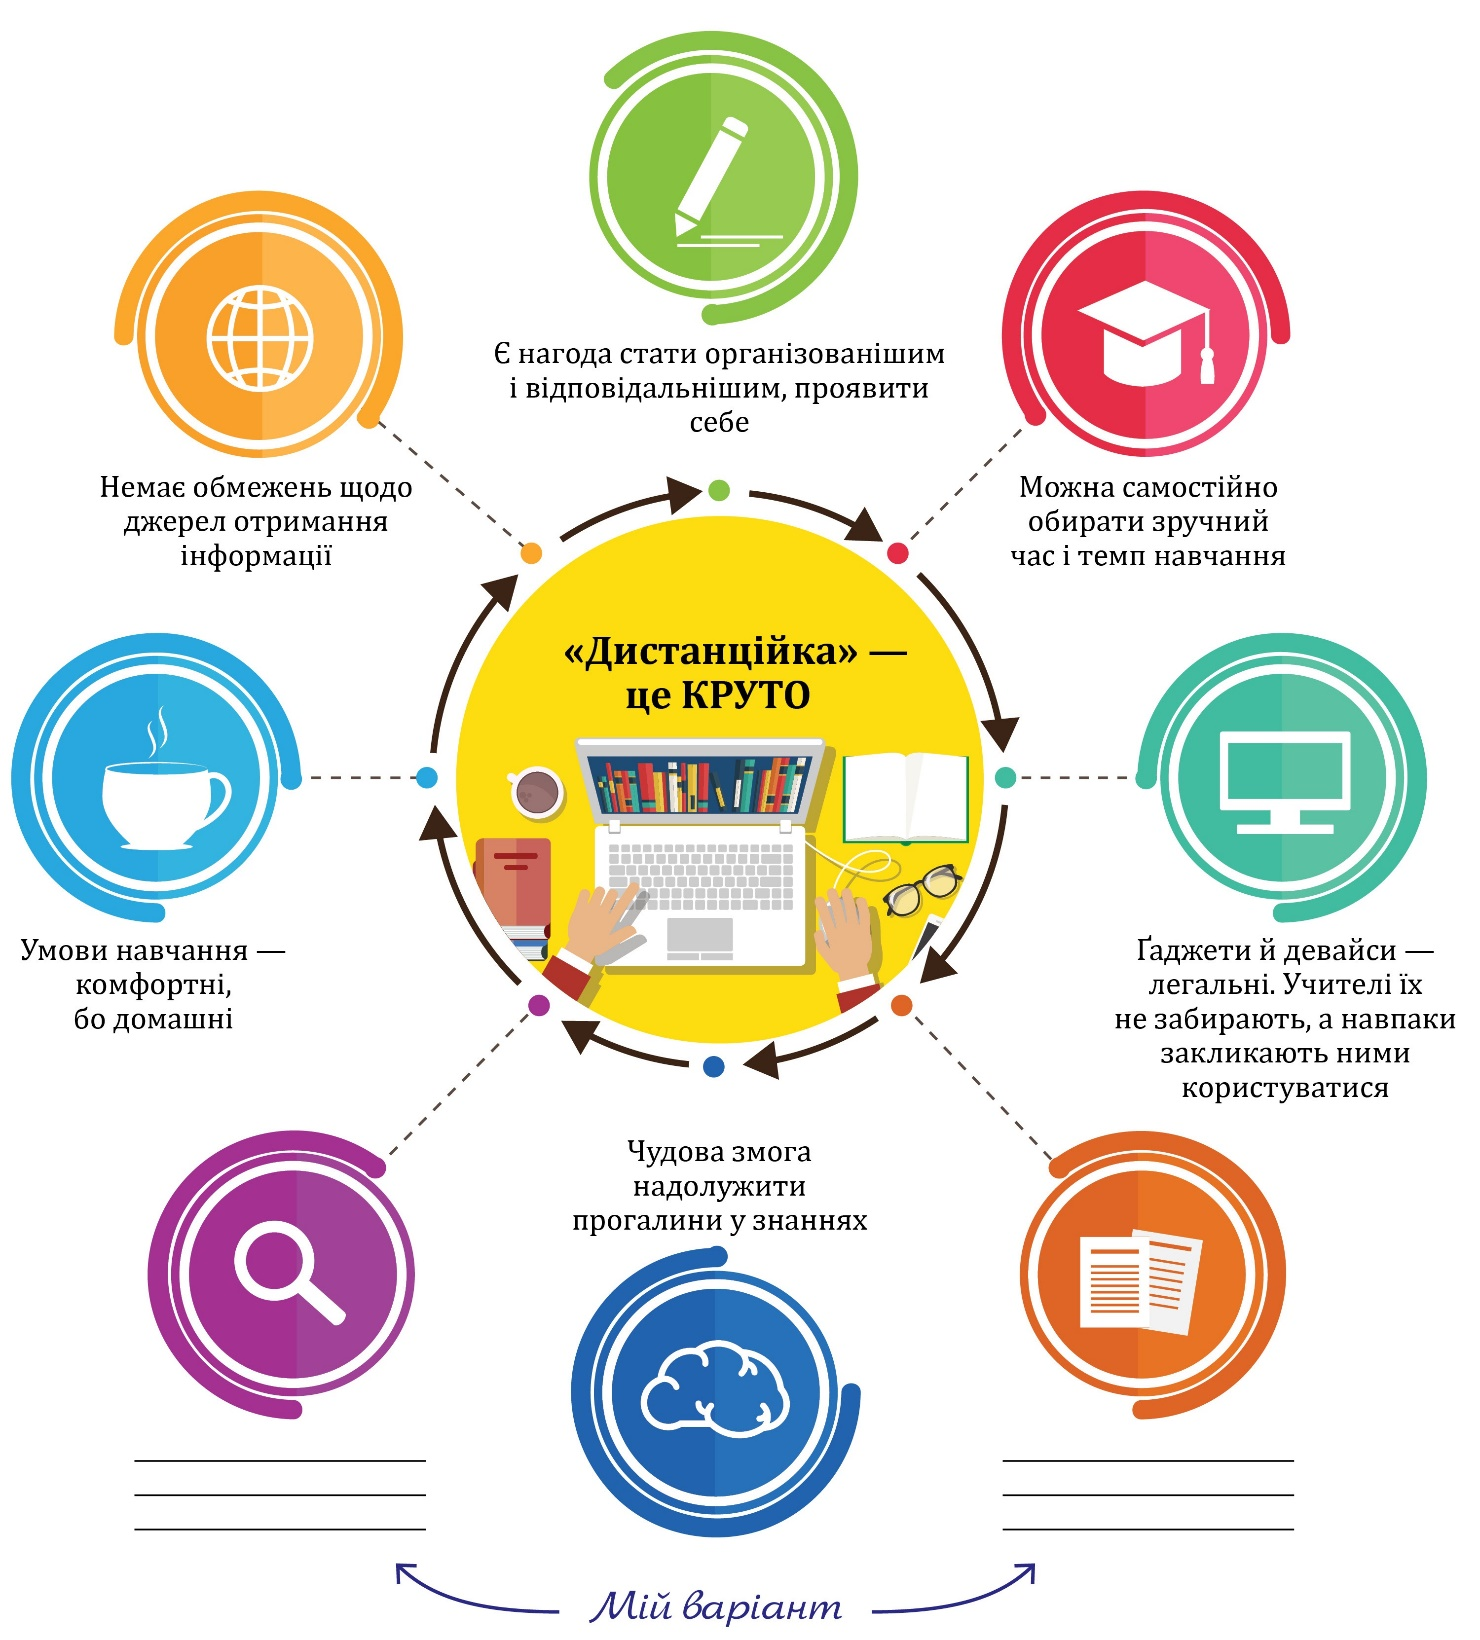 Є нагода стати організованішим
і відповідальнішим, проявити
себе
Немає обмежень щодо
джерел отримання
інформації
Можна самостійно
обирати зручний
час і темп навчання
«Дистанційка» —
це КРУТО
Умови навчання —
комфортні,
бо домашні
Ґаджети й девайси —
легальні. Учителі їх
не забирають, а навпаки
закликають ними
користуватися
Чудова змога
надолужити
прогалини у знаннях
Мій варіант